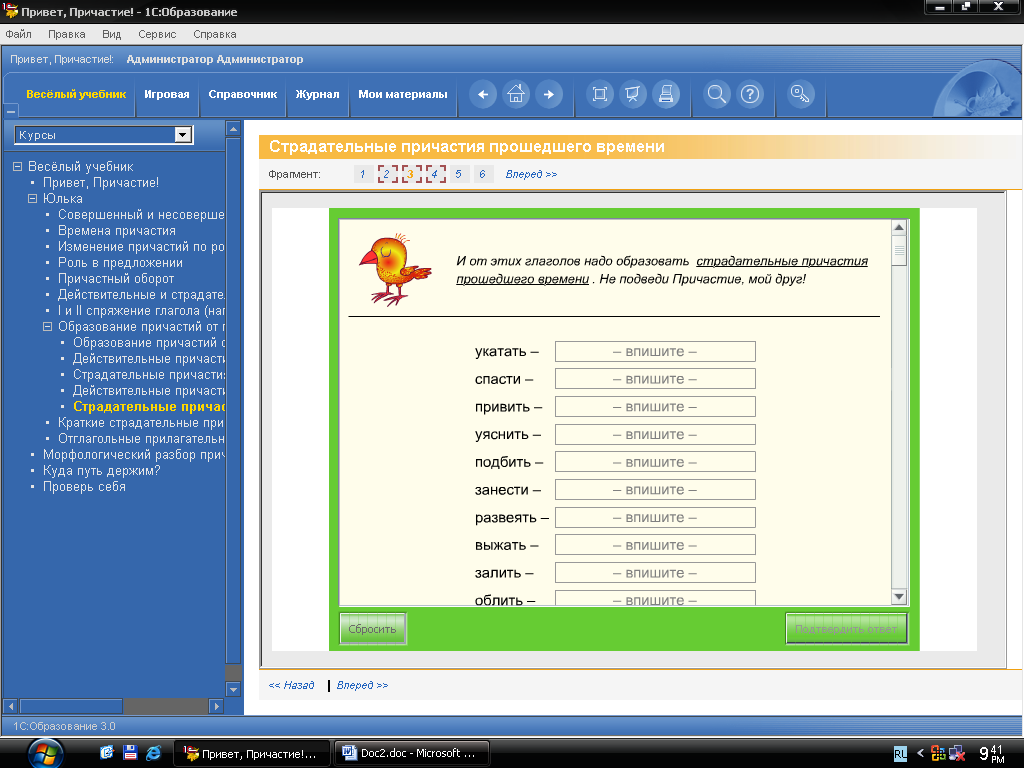 Привет, Причастие! - 1С:Образование
Файл Правка Вид Сервис Справка
Привет, Причастие!: Администратор Администратор
Весёлый учебник Игровая Справочник Журнал Мои материалы
Курсы
Весёлый учебник
Привет, Причастие!
Юлька
Совершенный и несоверше
Времена причастия
Изменение причастий по ро
Роль в предложении
Причастный оборот
Действительные и страдател
I и II спряжение глагола (наг
Образование причастий от г
Образование причастий о
Действительные причасти
Страдательные причастия
Действительные причасти
Страдательные причас
Краткие страдательные при
Отглагольные прилагательн
Морфологический разбор прич
Куда путь держим?
Проверь себя
Страдательные причастия прошедшего времени
Фрагмент: 1 2 3 4 5 6 Вперед >>
И от этих глаголов надо образовать страдательные причастия
прошедшего времени . Не подведи Причастие, мой друг!
укатать – – впишите –
спасти – – впишите –
привить – – впишите –
уяснить – – впишите –
подбить – – впишите –
занести – – впишите –
развеять – – впишите –
выжать – – впишите –
залить – – впишите –
облить – – впишите –
Сбросить Подтвердить ответ
<< Назад | Вперед >>
1С:Образование 3.0
Привет, Причастие!... Doc2.doc - Microsoft ... RL < 9 41 PM